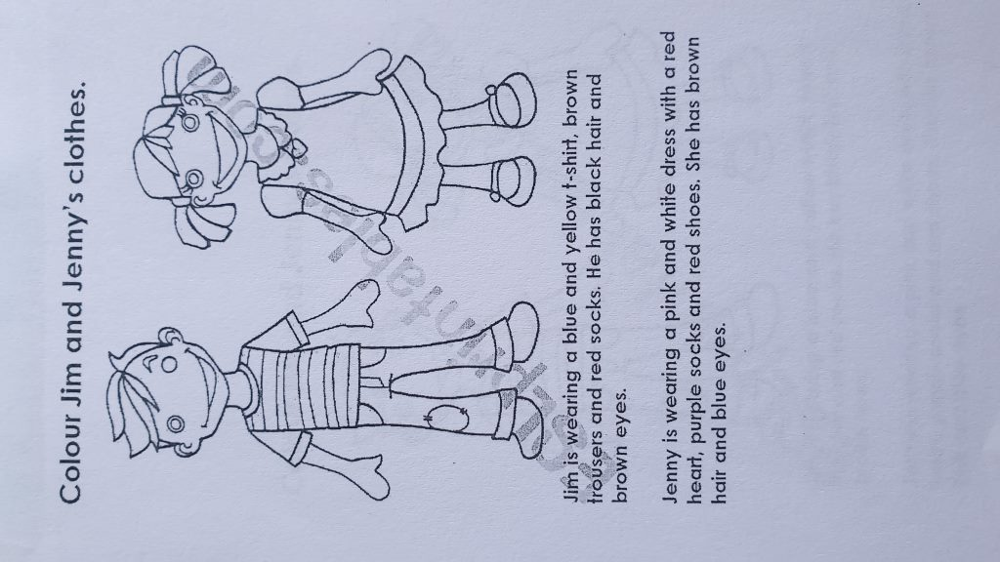 Colour Jim and Jenny's clothes.
Jim is wearing a blue and yellow t-shirt, brown
trousers and red socks. He has black hair and
brown eyes.
Jenny is wearing a pink and white dress with a red
heart, purple socks and red shoes. She has brown
hair and blue eyes.
eslprintables.com